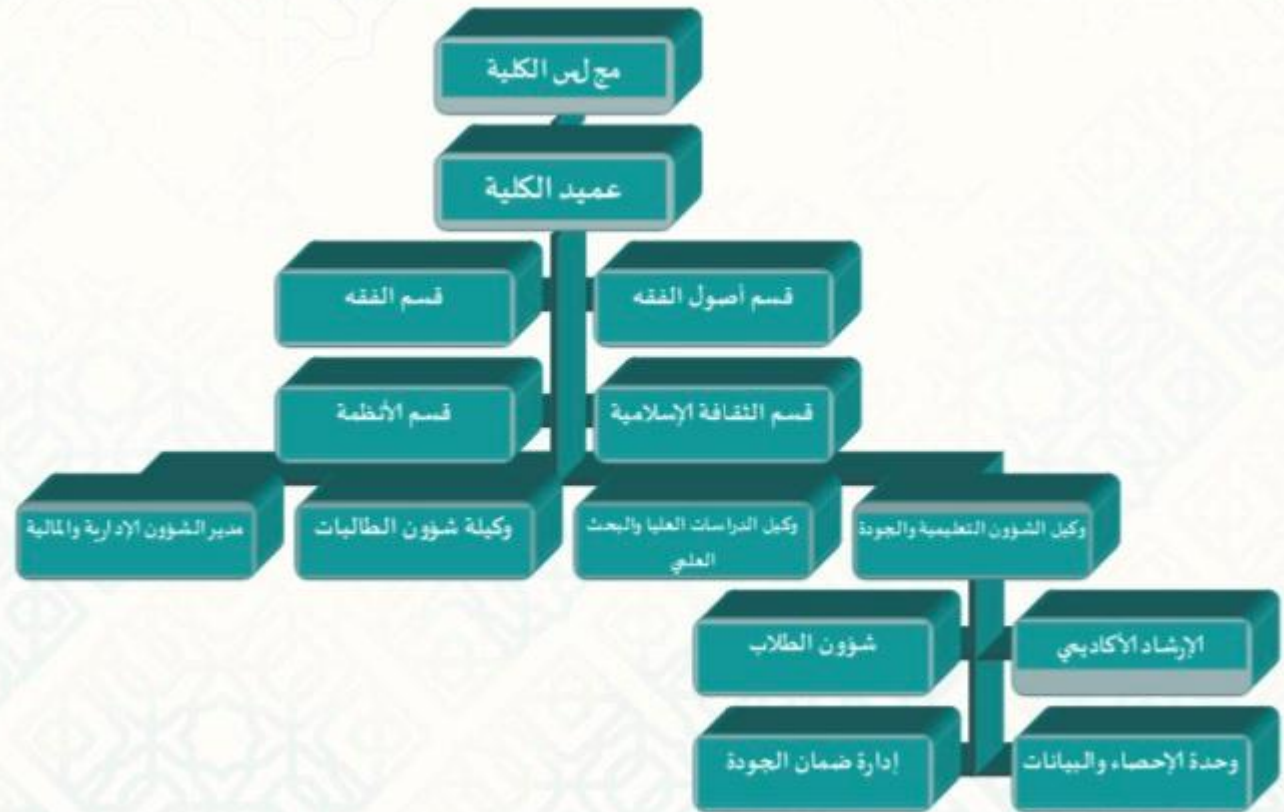 مجلس الكلية
عميد الكلية
قسم أصول الفقه
قسم الفقه
قسم الثقافة الإسلامية
قسم الأنظمة
وكيل الشؤون التعليمية والجودة
وكيل الدراسات العليا والبحث
العلمي
وكيلة شؤون الطالبات
مدير الشؤون الإدارية والمالية
الإرشاد الأكاديمي
شؤون الطلاب
وحدة الإحصاء والبيانات
إدارة ضمان الجودة